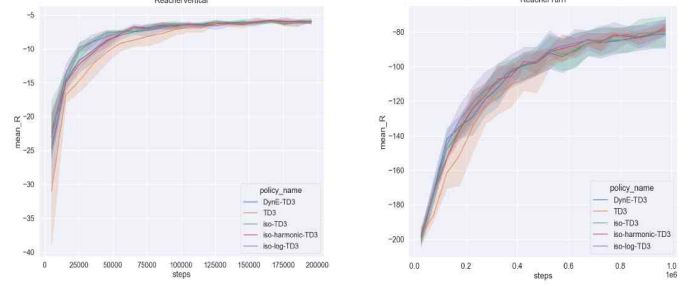 ReacherVertical
−5
−10
−15
−20
−25
−30
−35
−40
mean_R
0 25000 50000 75000 100000 125000 150000 175000 200000
steps
policy_name
DynE-TD3
TD3
iso-TD3
iso-harmonic-TD3
iso-log-TD3
ReacherTurn
−80
−100
−120
−140
−160
−180
−200
mean_R
0.0 0.2 0.4 0.6 0.8 1.0
1e6
steps
policy_name
DynE-TD3
TD3
iso-TD3
iso-harmonic-TD3
iso-log-TD3